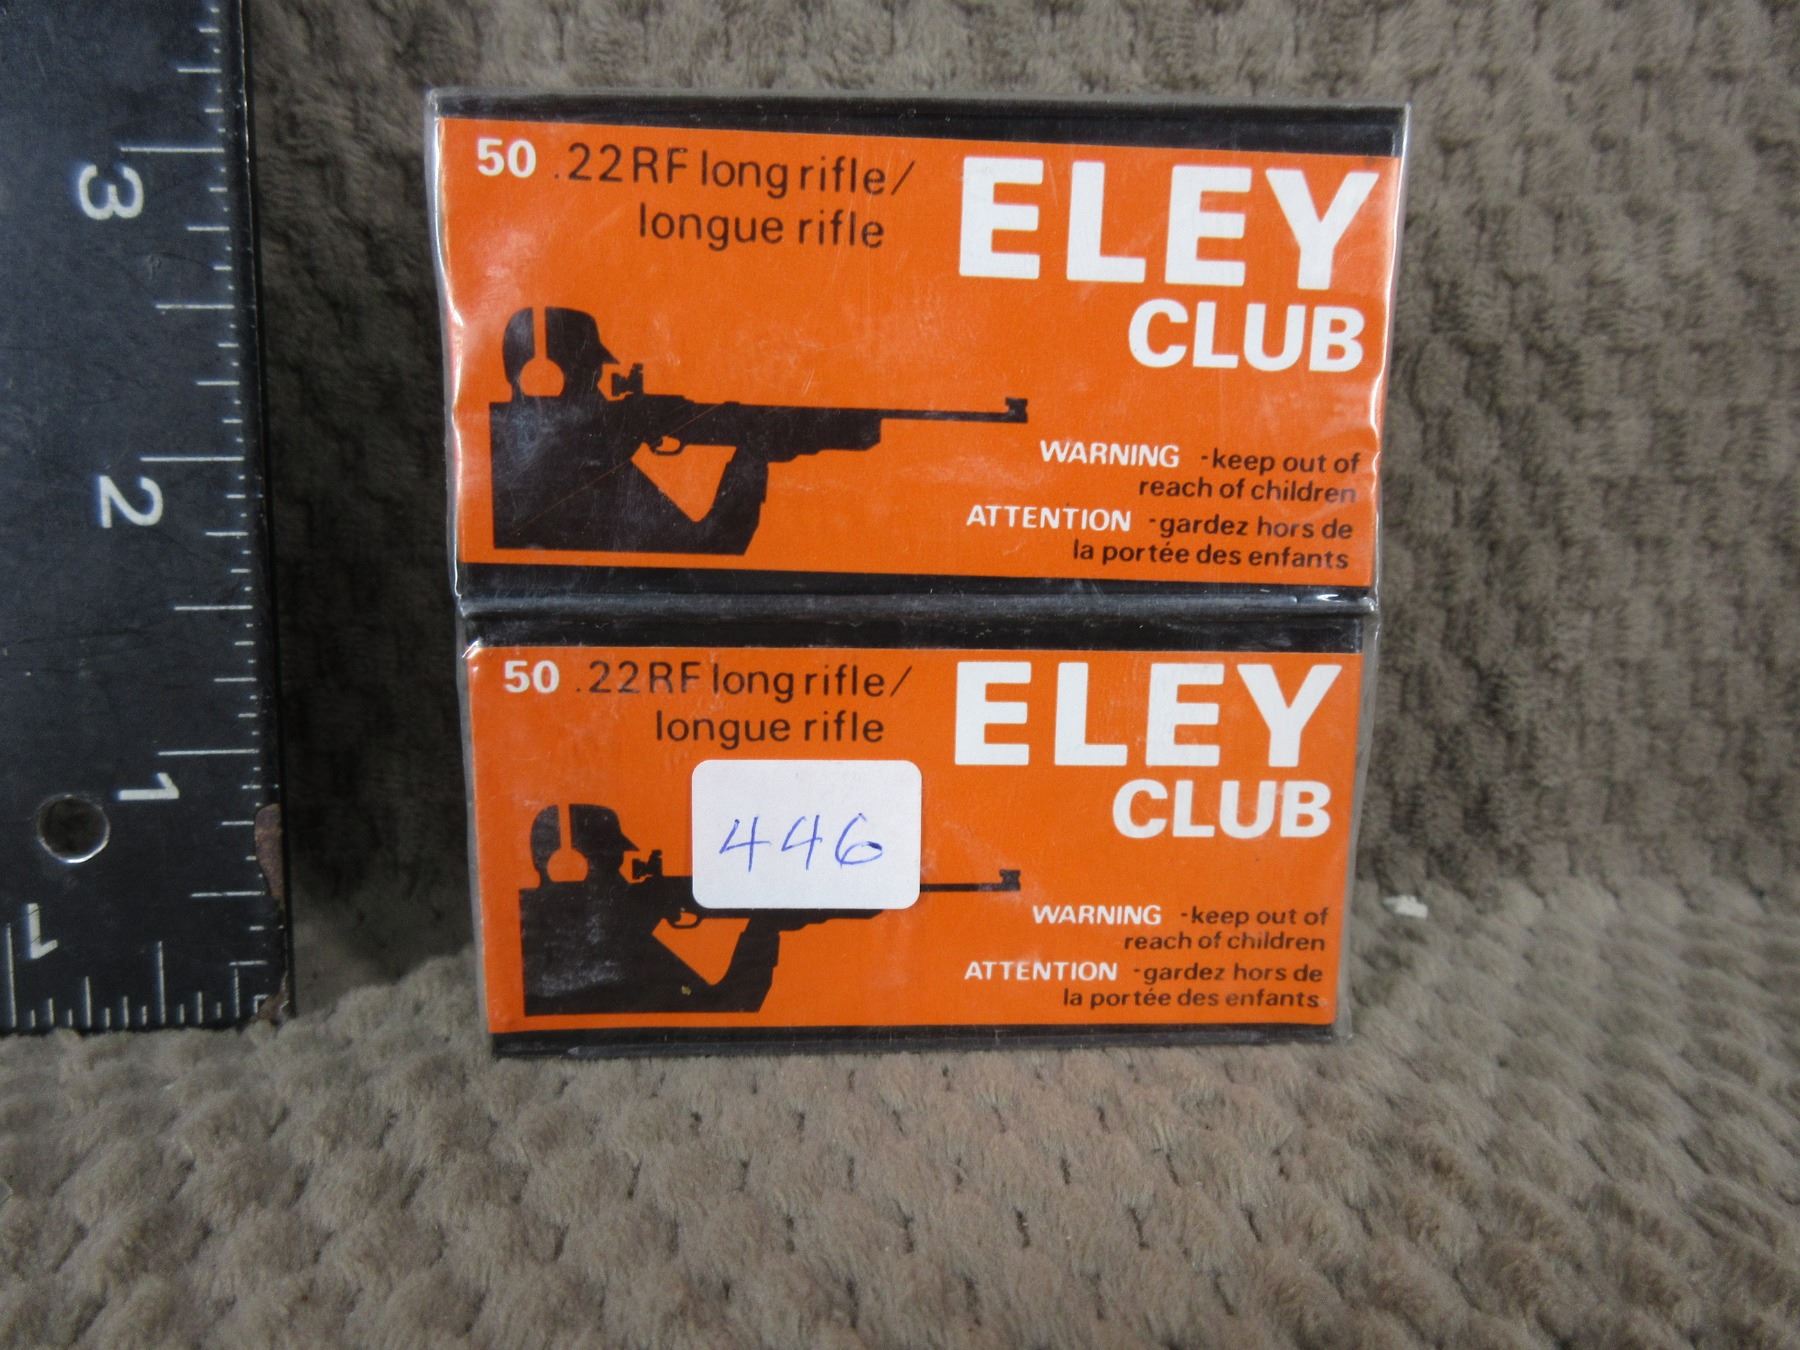 3
2
1
1
50 .22RF long rifle/
longue rifle
ELEY
CLUB
WARNING -keep out of
reach of children
ATTENTION -gardez hors de
la portée des enfants
50 .22RF long rifle/
longue rifle
ELEY
CLUB
446
WARNING -keep out of
reach of children
ATTENTION -gardez hors de
la portée des enfants